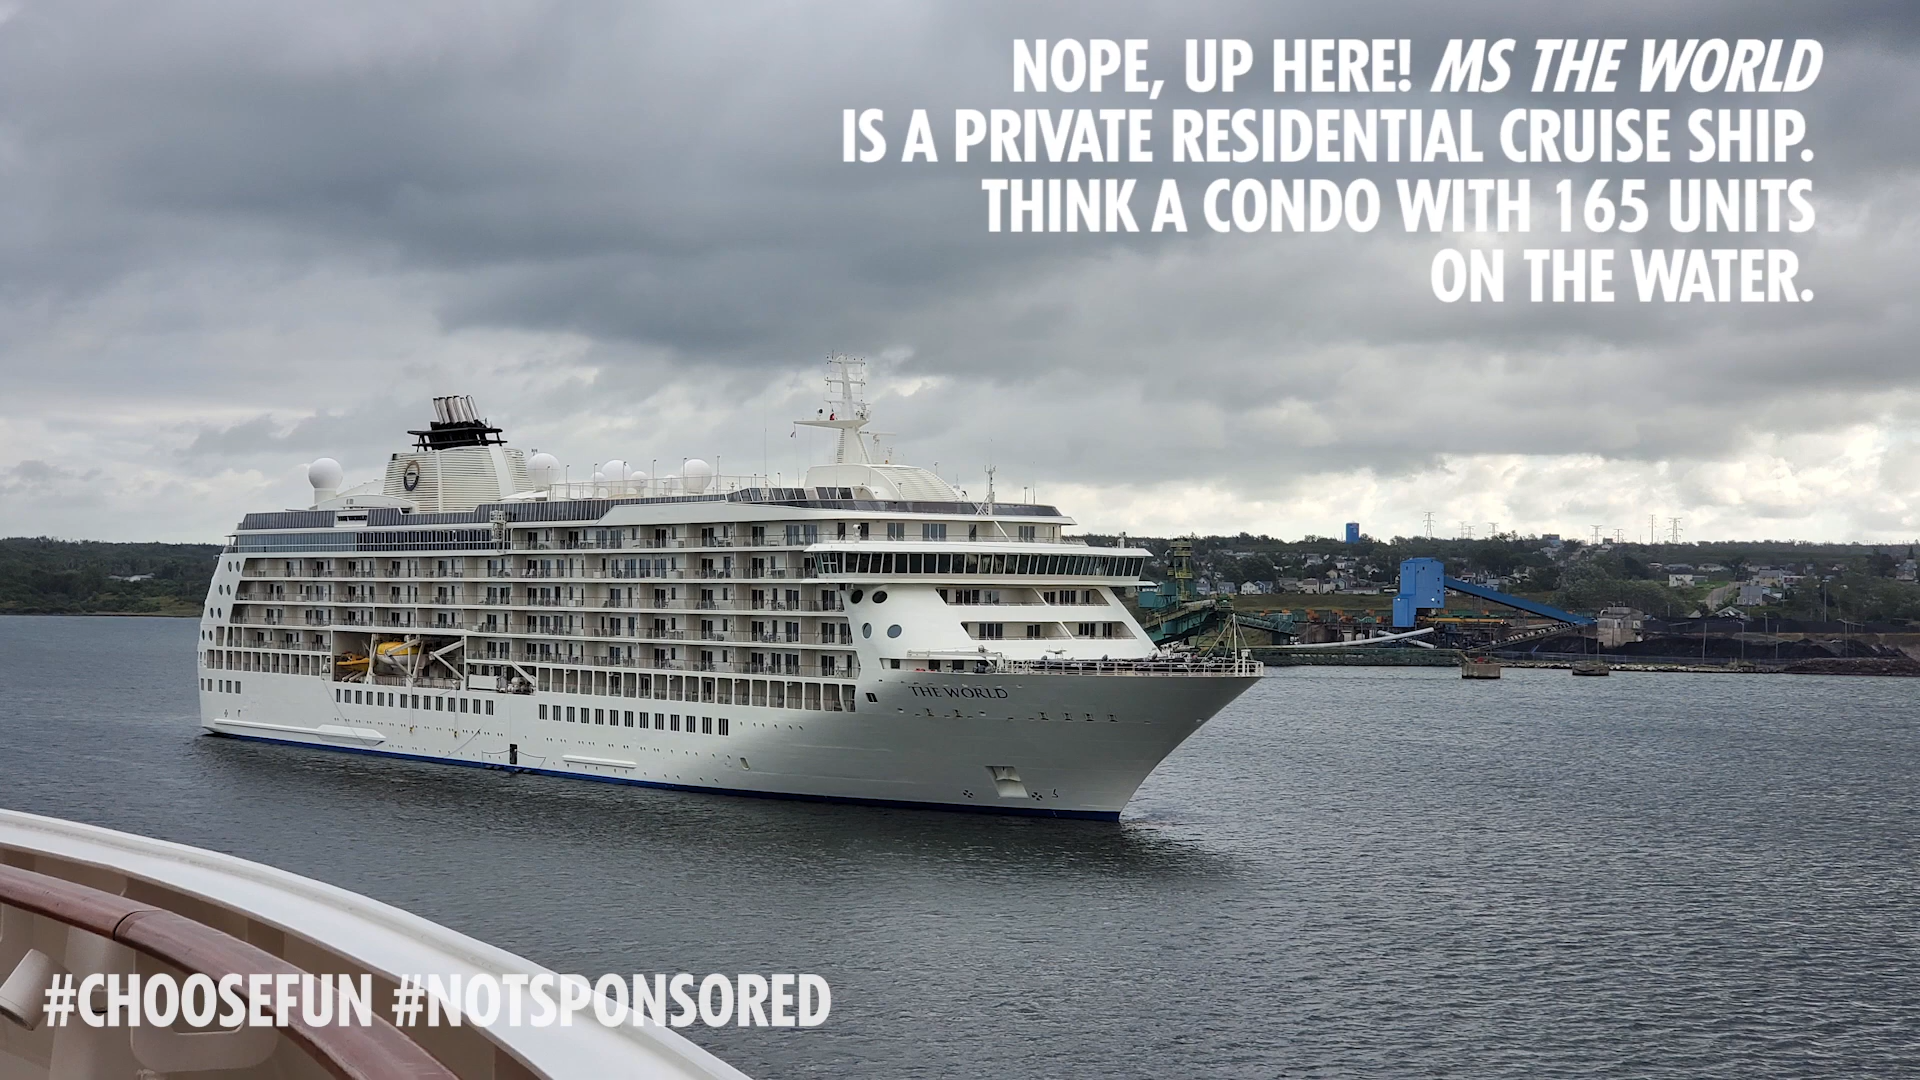 NOPE, UP HERE! MS THE WORLD
IS A PRIVATE RESIDENTIAL CRUISE SHIP.
THINK A CONDO WITH 165 UNITS
ON THE WATER.
THE WORLD
#CHOOSEFUN #NOTSPONSORED